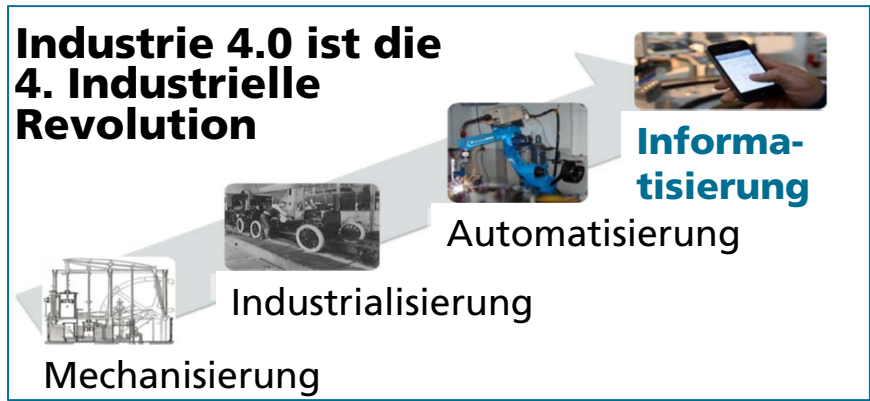 Industrie 4.0 ist die
4. Industrielle
Revolution
Informa-
tisierung
Automatisierung
Industrialisierung
Mechanisierung